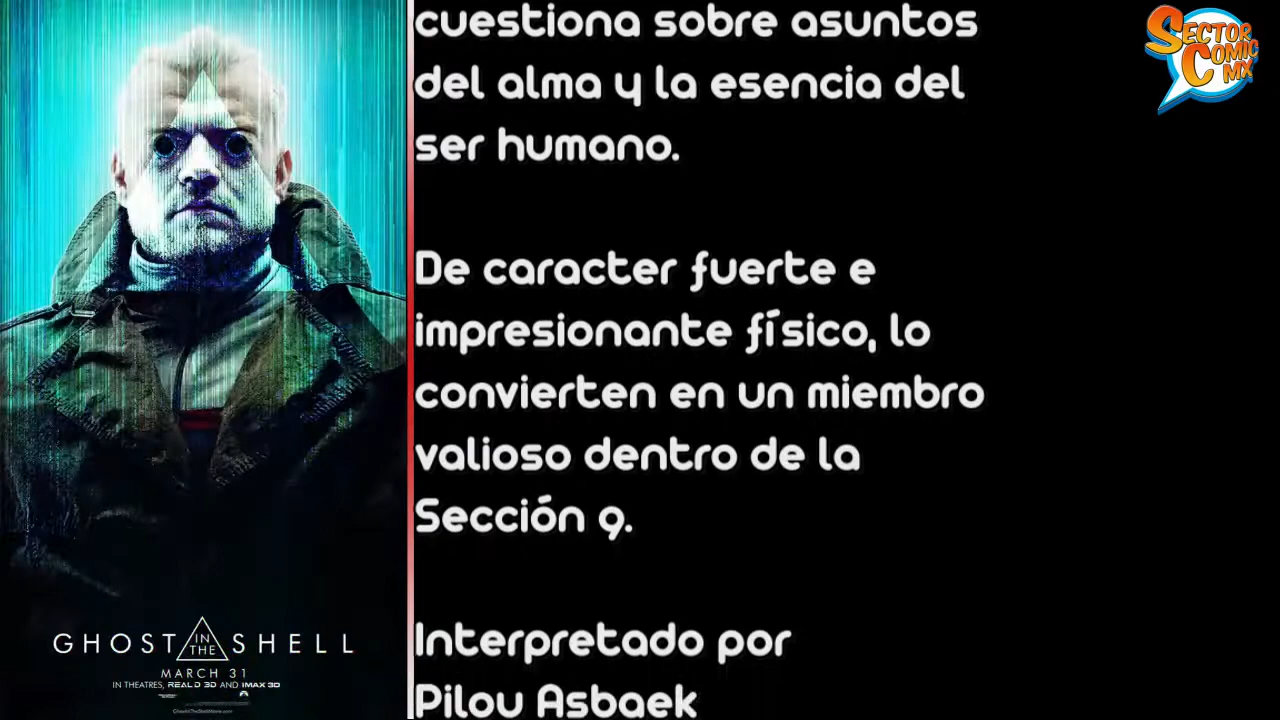 cuestiona sobre asuntos
del alma y la esencia del
ser humano.
De caracter fuerte e
impresionante físico, lo
convierten en un miembro
valioso dentro de la
Sección 9.
Interpretado por
Pilou Asbaek
SECTOR
COMIC
MX
GHOST IN THE SHELL
MARCH 31
IN THEATRES, REAL D 3D AND IMAX 3D